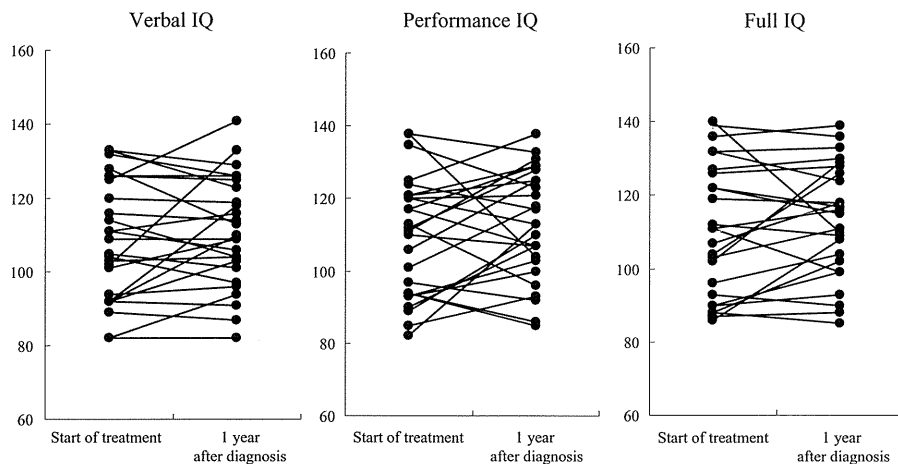 Verbal IQ
160
140
120
100
80
60
Start of treatment
1 year
after diagnosis
Performance IQ
160
140
120
100
80
60
Start of treatment
1 year
after diagnosis
Full IQ
160
140
120
100
80
60
Start of treatment
1 year
after diagnosis